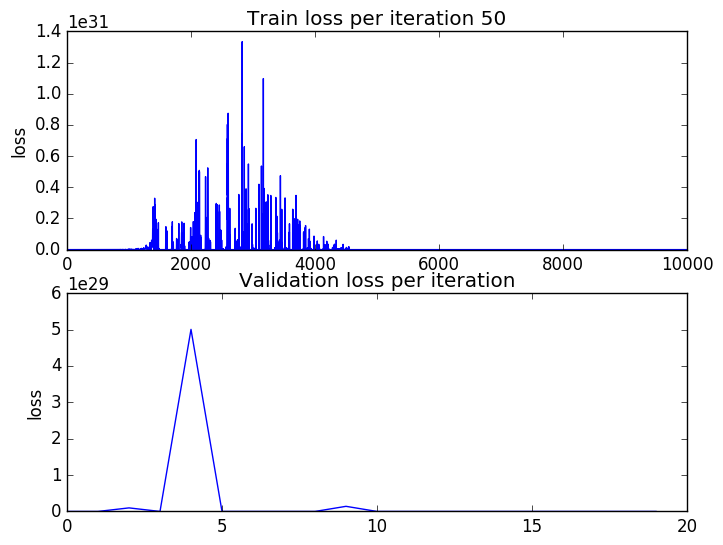 Train loss per iteration 50
1e31
1.4
1.2
1.0
0.8
0.6
0.4
0.2
0.0
loss
0 2000 4000 6000 8000 10000
Validation loss per iteration
1e29
6
5
4
3
2
1
0
loss
0 5 10 15 20